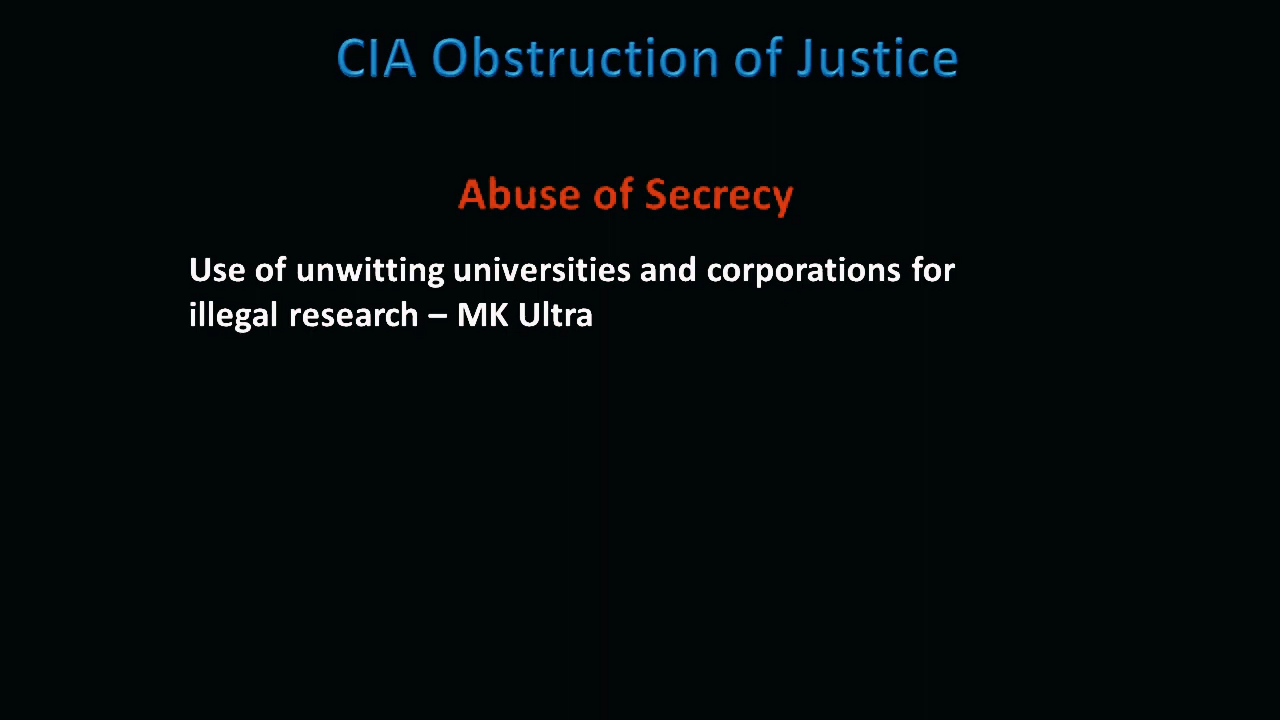 CIA Obstruction of Justice
Abuse of Secrecy
Use of unwitting universities and corporations for
illegal research – MK Ultra